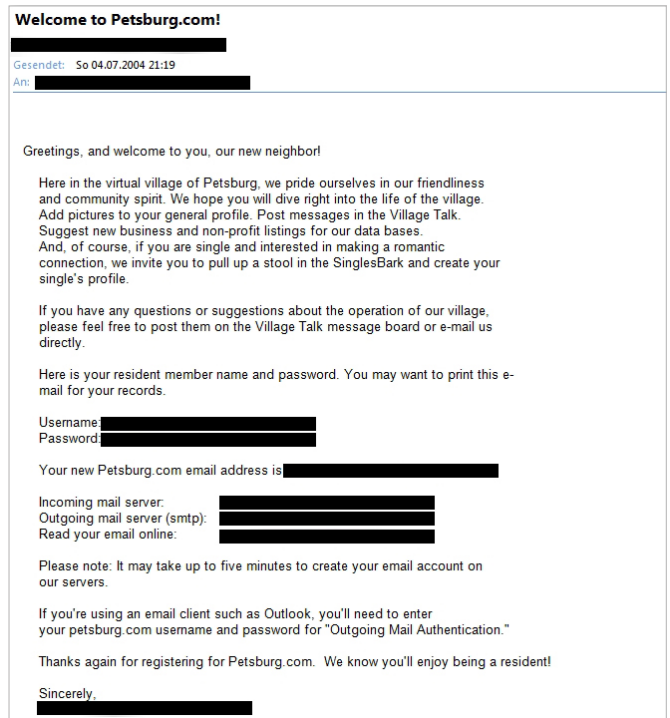 Welcome to Petsburg.com!
Gesendet: So 04.07.2004 21:19
An:
Greetings, and welcome to you, our new neighbor!
Here in the virtual village of Petsburg, we pride ourselves in our friendliness
and community spirit. We hope you will dive right into the life of the village.
Add pictures to your general profile. Post messages in the Village Talk.
Suggest new business and non-profit listings for our data bases.
And, of course, if you are single and interested in making a romantic
connection, we invite you to pull up a stool in the SinglesBark and create your
single's profile.
If you have any questions or suggestions about the operation of our village,
please feel free to post them on the Village Talk message board or e-mail us
directly.
Here is your resident member name and password. You may want to print this e-
mail for your records.
Username:
Password:
Your new Petsburg.com email address is
Incoming mail server:
Outgoing mail server (smtp):
Read your email online:
Please note: It may take up to five minutes to create your email account on
our servers.
If you're using an email client such as Outlook, you'll need to enter
your petsburg.com username and password for "Outgoing Mail Authentication."
Thanks again for registering for Petsburg.com. We know you'll enjoy being a resident!
Sincerely,